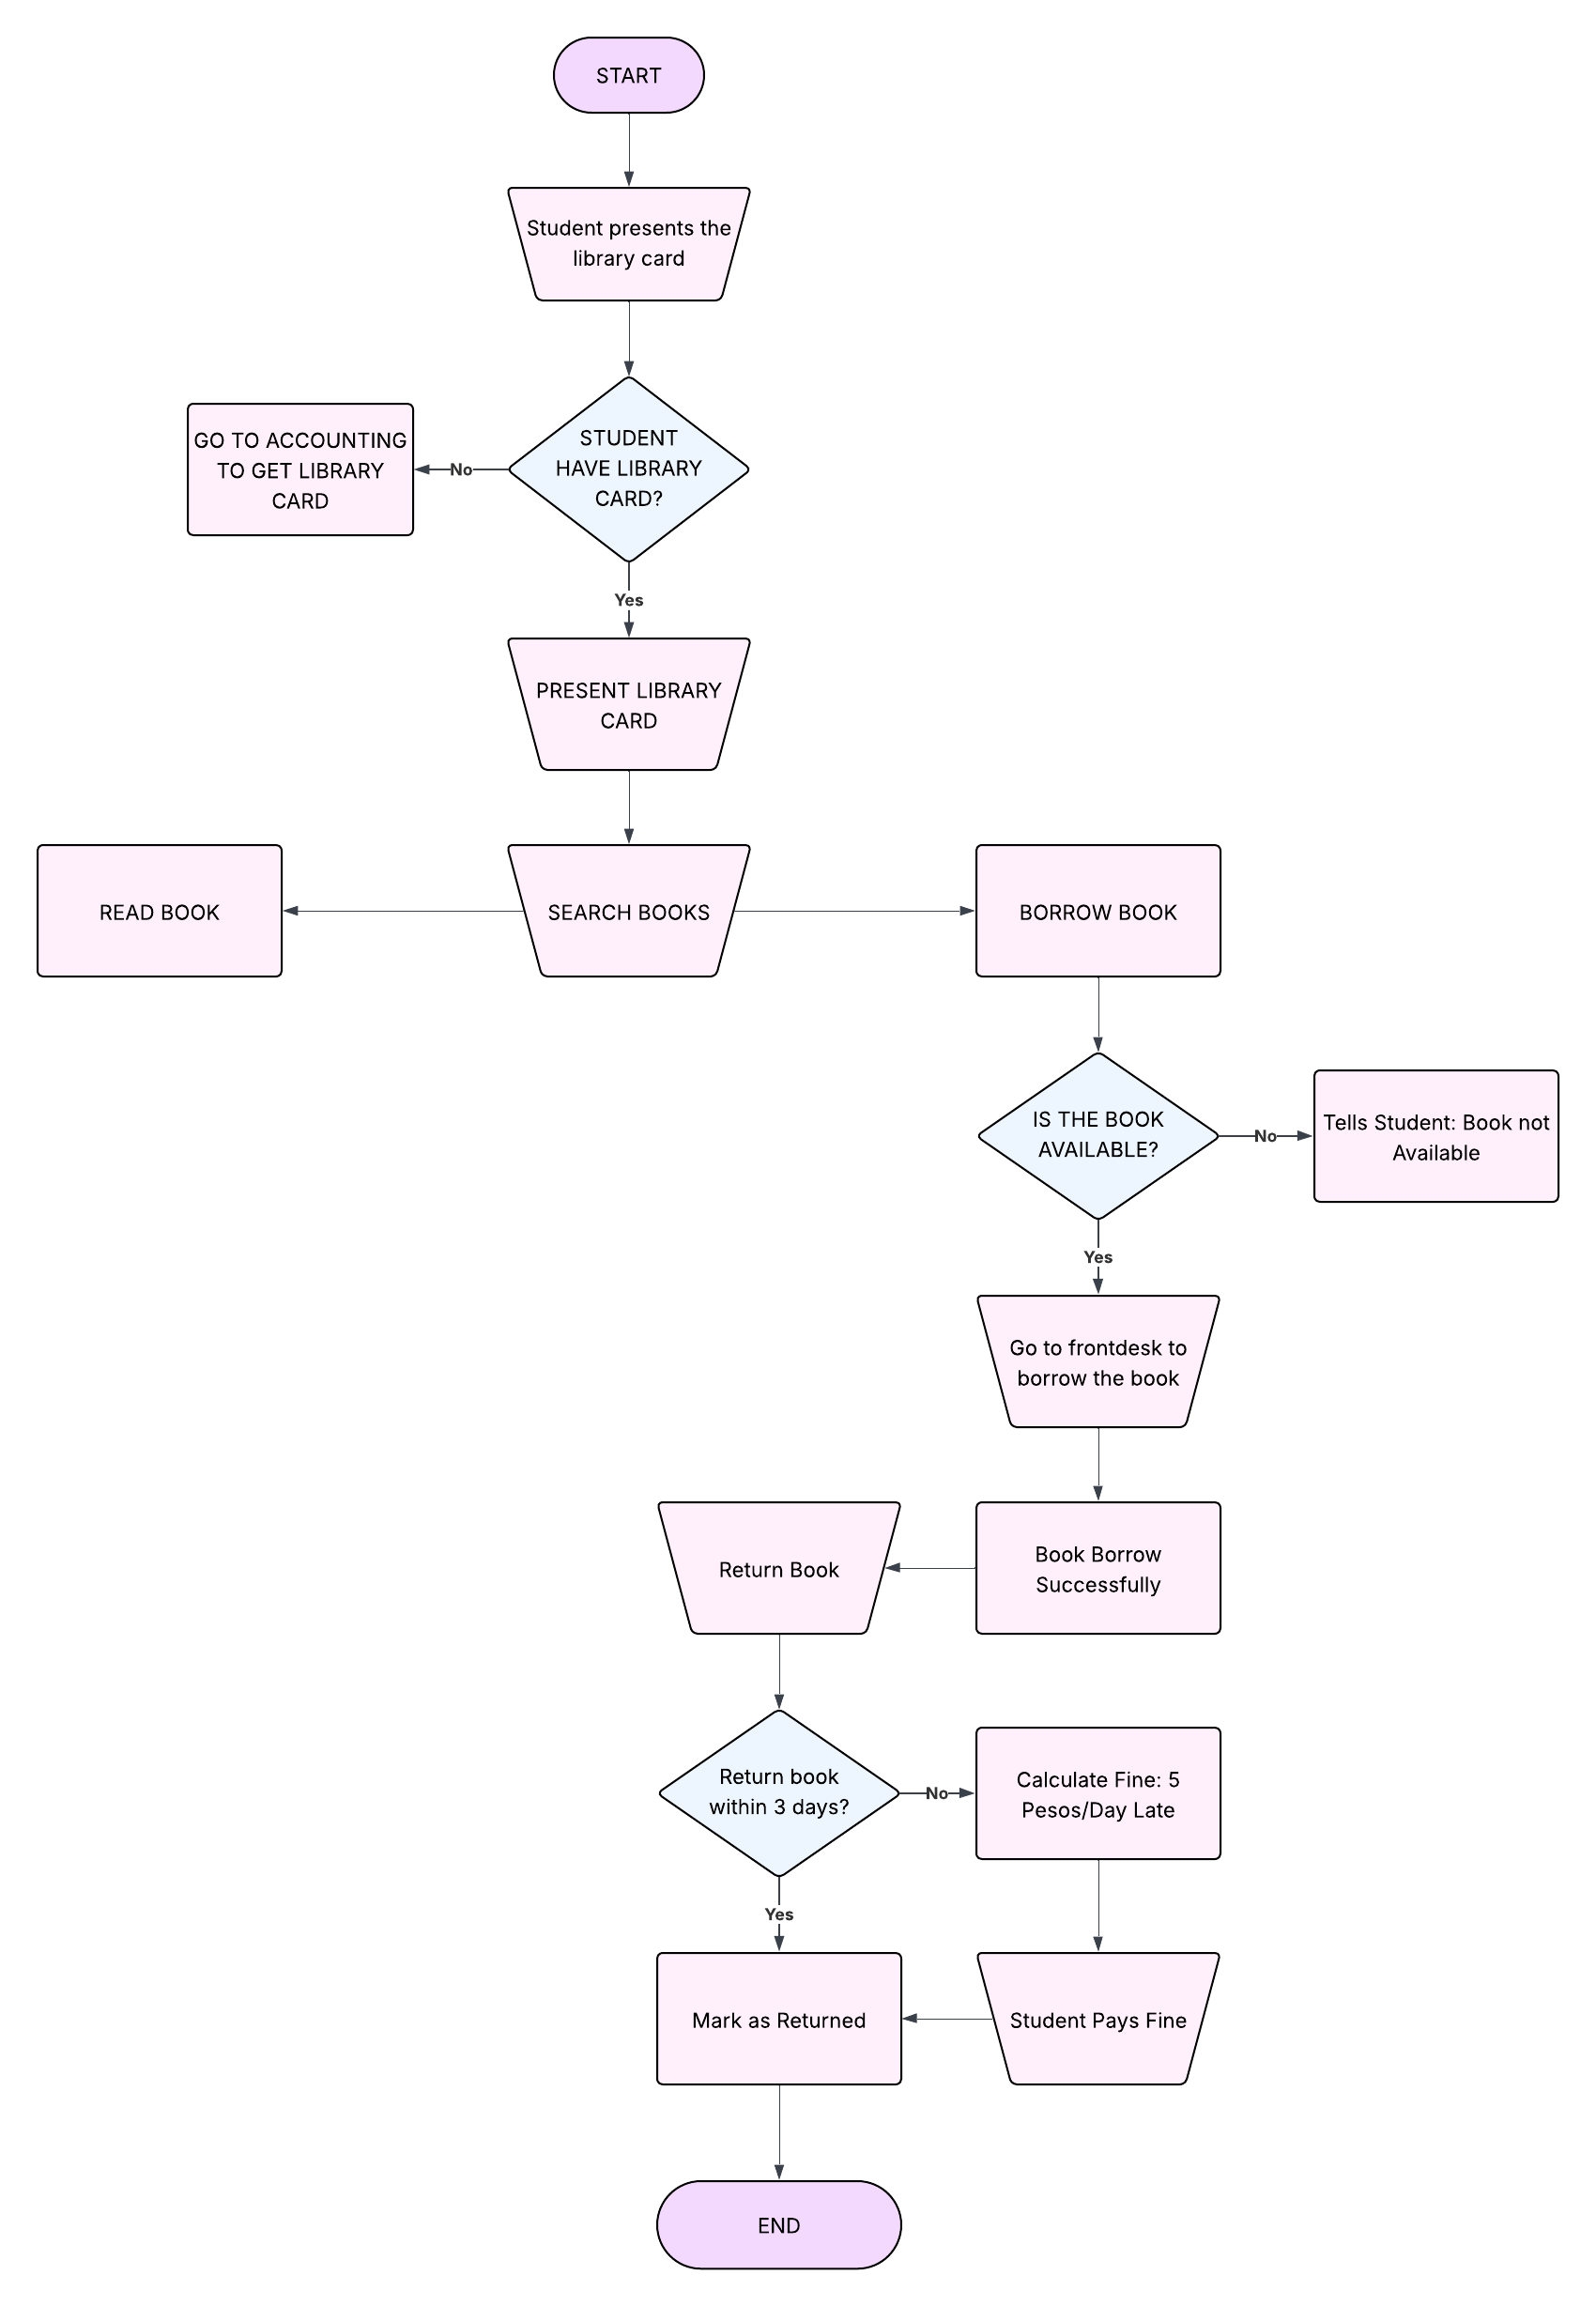 START
Student presents the
library card
STUDENT
HAVE LIBRARY
CARD?
No
GO TO ACCOUNTING
TO GET LIBRARY
CARD
Yes
PRESENT LIBRARY
CARD
READ BOOK
SEARCH BOOKS
BORROW BOOK
IS THE BOOK
AVAILABLE?
No
Tells Student: Book not
Available
Yes
Go to frontdesk to
borrow the book
Book Borrow
Successfully
Return Book
Return book
within 3 days?
No
Calculate Fine: 5
Pesos/Day Late
Yes
Mark as Returned
Student Pays Fine
END